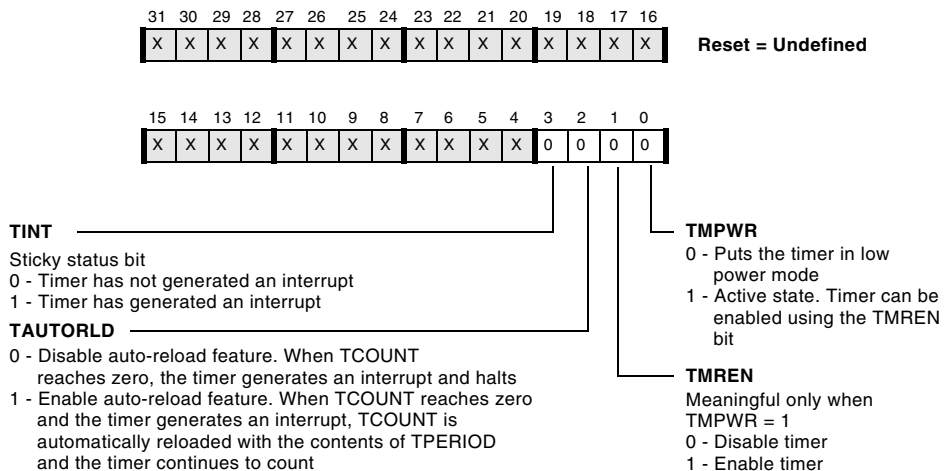 31 30 29 28 27 26 25 24 23 22 21 20 19 18 17 16
X X X X X X X X X X X X X X X X
Reset = Undefined
15 14 13 12 11 10 9 8 7 6 5 4 3 2 1 0
X X X X X X X X X X X X 0 0 0 0
TINT
Sticky status bit
0 - Timer has not generated an interrupt
1 - Timer has generated an interrupt
TAUTORLD
0 - Disable auto-reload feature. When TCOUNT
reaches zero, the timer generates an interrupt and halts
1 - Enable auto-reload feature. When TCOUNT reaches zero
and the timer generates an interrupt, TCOUNT is
automatically reloaded with the contents of TPERIOD
and the timer continues to count
TMPWR
0 - Puts the timer in low
power mode
1 - Active state. Timer can be
enabled using the TMREN
bit
TMREN
Meaningful only when
TMPWR = 1
0 - Disable timer
1 - Enable timer